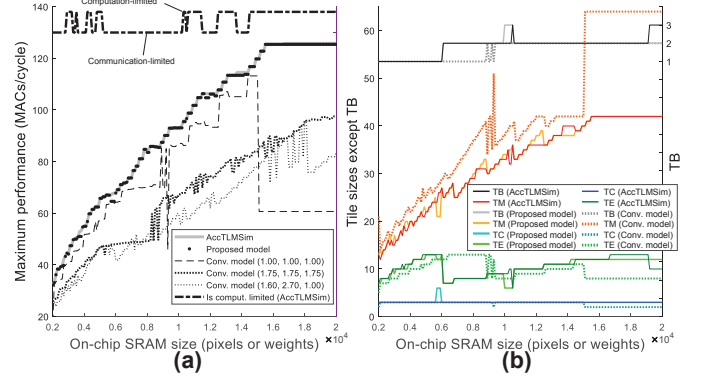 140
120
100
80
60
40
20
Maximum performance (MACs/cycle)
Computation-limited
Communication-limited
AccTLMSim
Proposed model
Conv. model (1.00, 1.00, 1.00)
Conv. model (1.75, 1.75, 1.75)
Conv. model (1.60, 2.70, 1.00)
Is comput. limited (AccTLMSim)
0.2 0.4 0.6 0.8 1 1.2 1.4 1.6 1.8 2
On-chip SRAM size (pixels or weights) ×10⁴
(a)
60
50
40
30
20
10
0
Tile sizes except TB
3
2
1
TB
TB (AccTLMSim) TC (AccTLMSim)
TM (AccTLMSim) TE (AccTLMSim)
TB (Proposed model) TB (Conv. model)
TM (Proposed model) TM (Conv. model)
TC (Proposed model) TC (Conv. model)
TE (Proposed model) TE (Conv. model)
0.2 0.4 0.6 0.8 1 1.2 1.4 1.6 1.8 2
On-chip SRAM size (pixels or weights) ×10⁴
(b)